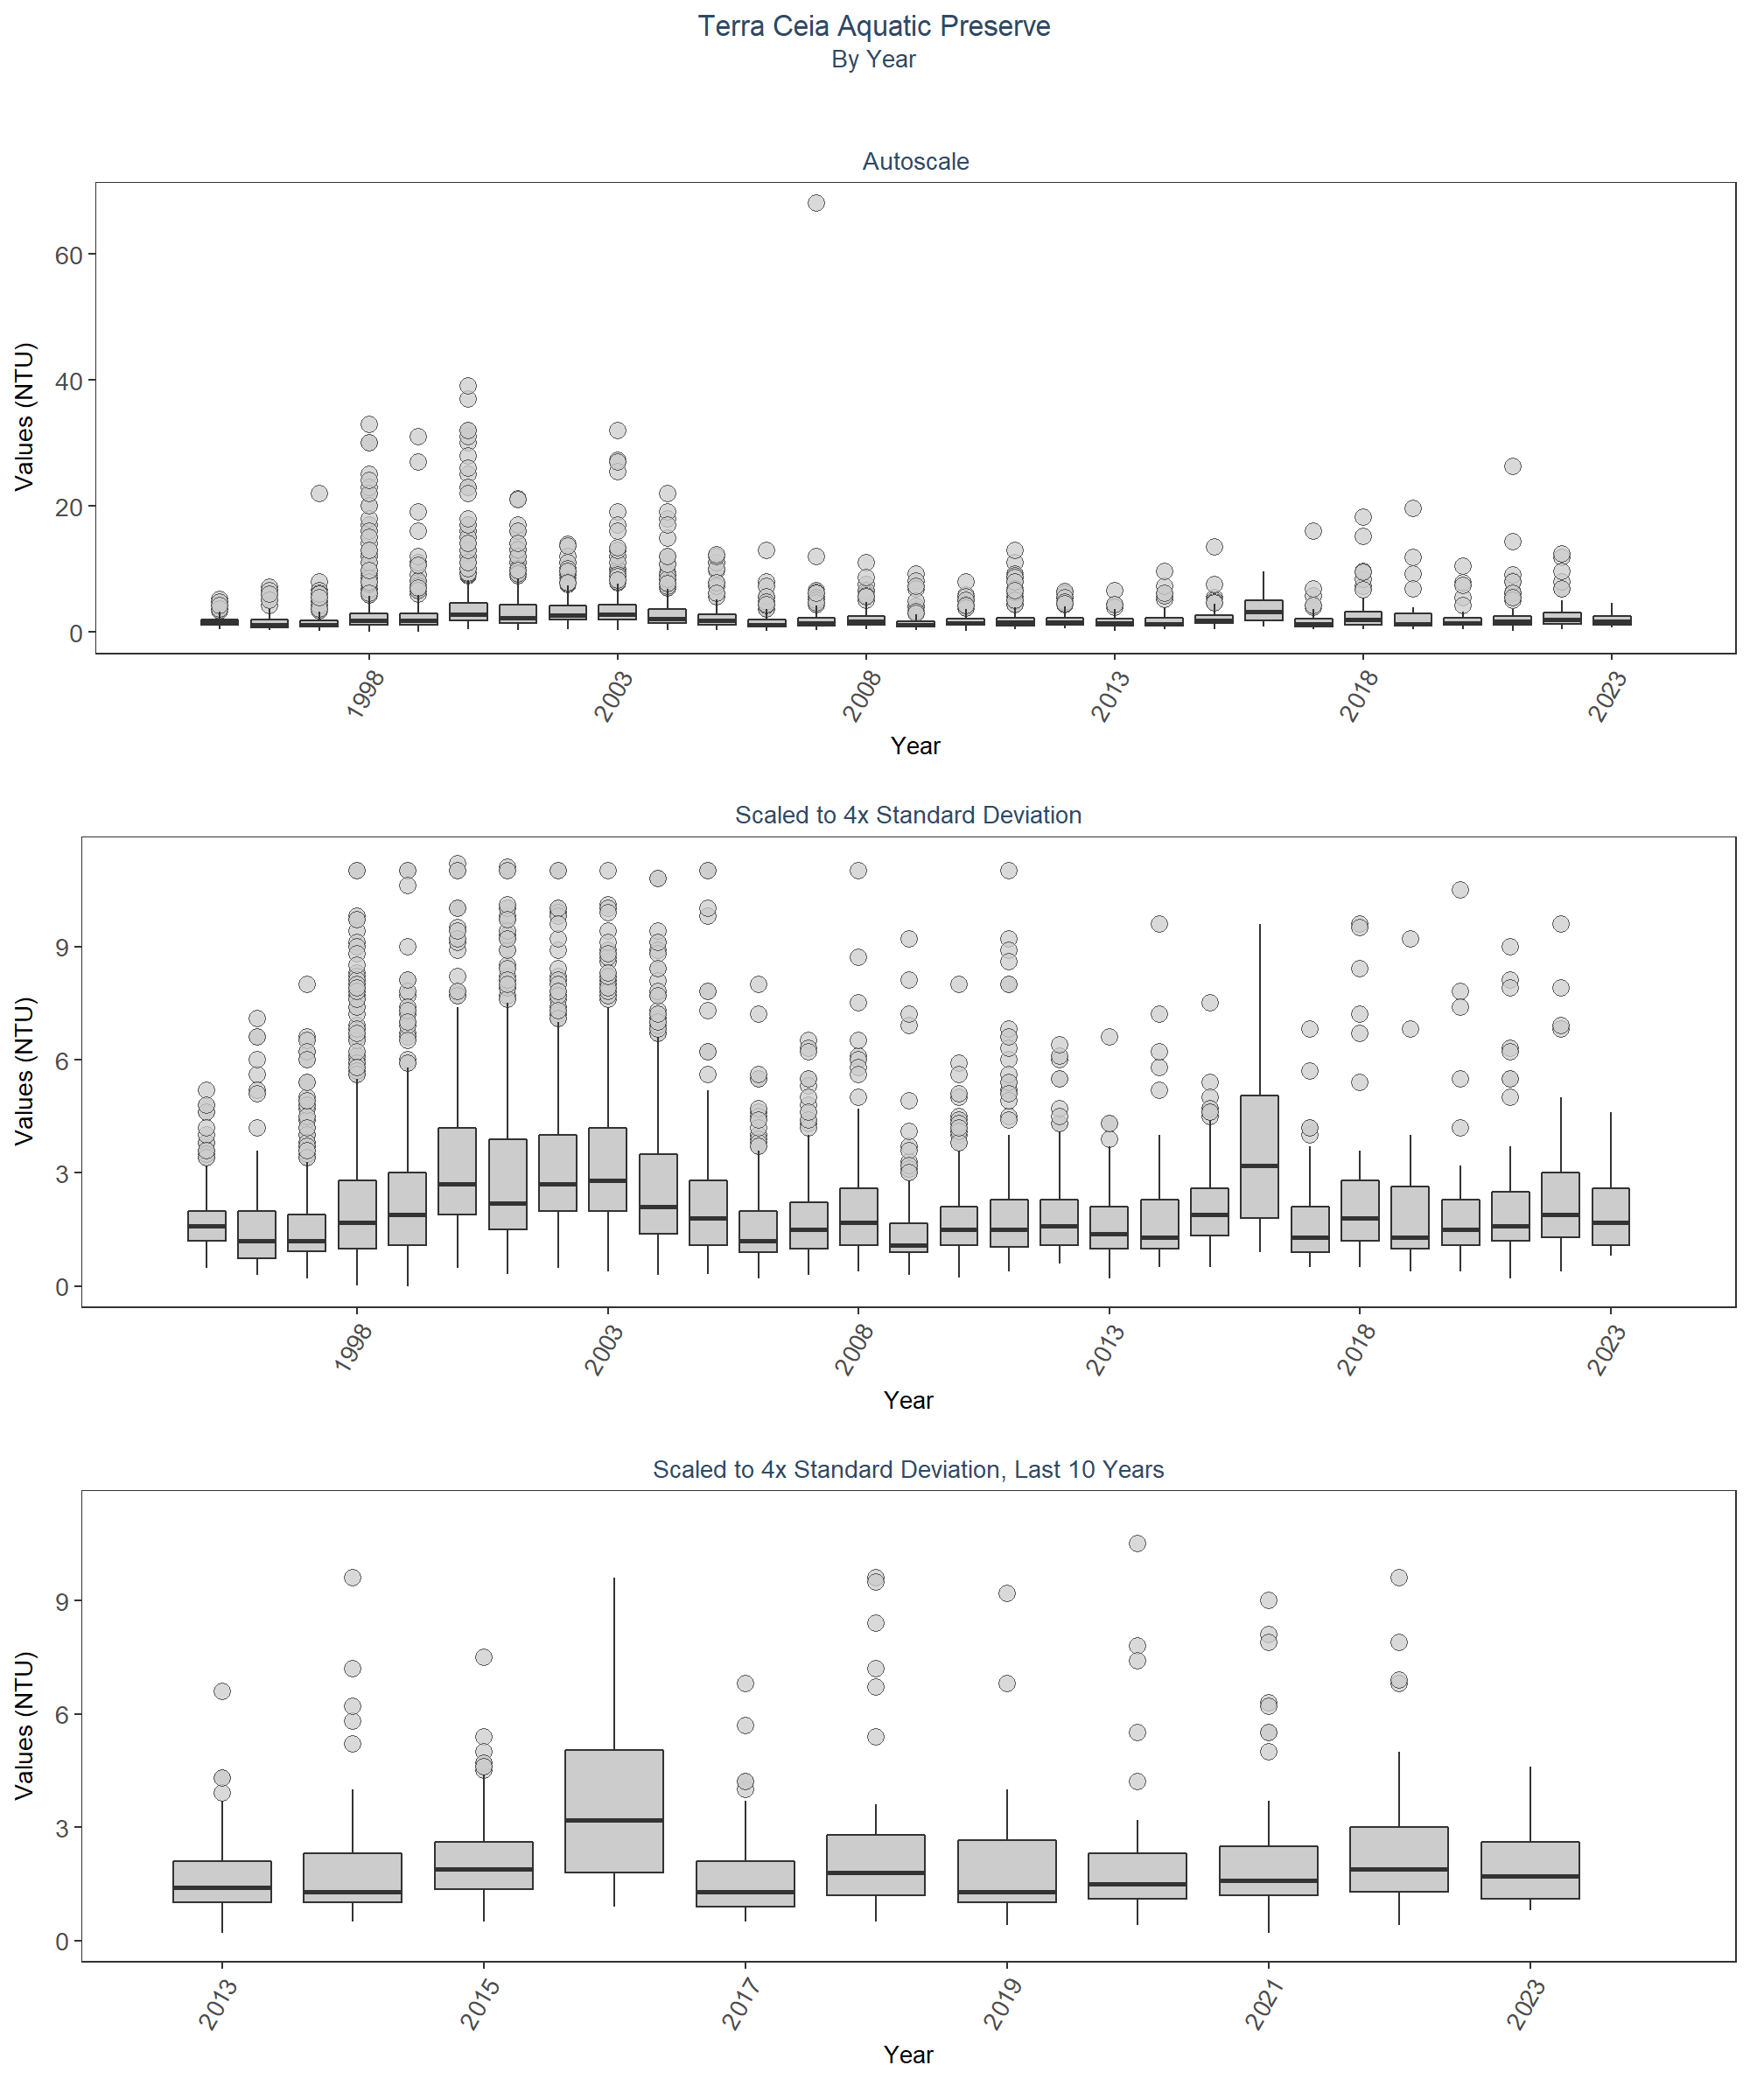 Terra Ceia Aquatic Preserve
By Year
Autoscale
Values (NTU)
60
40
20
0
1998 2003 2008 2013 2018 2023
Year
Scaled to 4x Standard Deviation
Values (NTU)
9
6
3
0
1998 2003 2008 2013 2018 2023
Year
Scaled to 4x Standard Deviation, Last 10 Years
Values (NTU)
9
6
3
0
2013 2015 2017 2019 2021 2023
Year